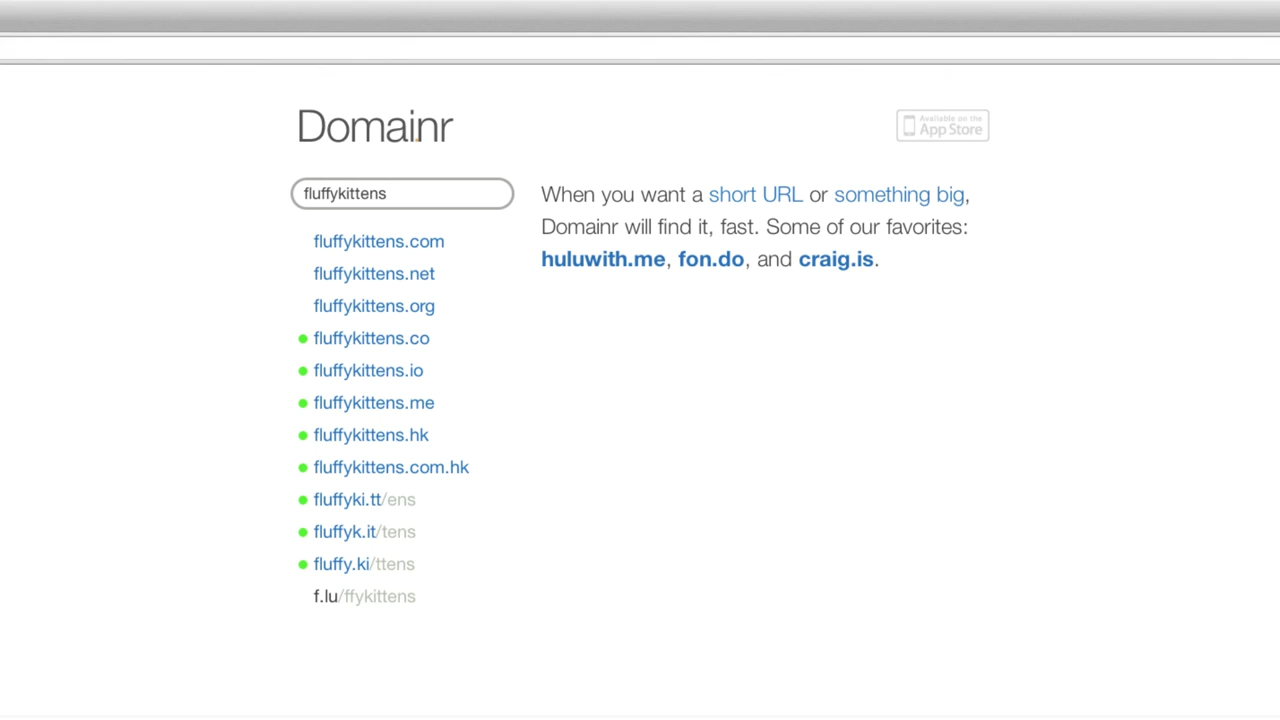 Domainr
Available on the
App Store
fluffykittens
When you want a short URL or something big,
Domainr will find it, fast. Some of our favorites:
huluwith.me, fon.do, and craig.is.
fluffykittens.com
fluffykittens.net
fluffykittens.org
fluffykittens.co
fluffykittens.io
fluffykittens.me
fluffykittens.hk
fluffykittens.com.hk
fluffyki.tt/ens
fluffyk.it/tens
fluffy.ki/ttens
f.lu/ffykittens